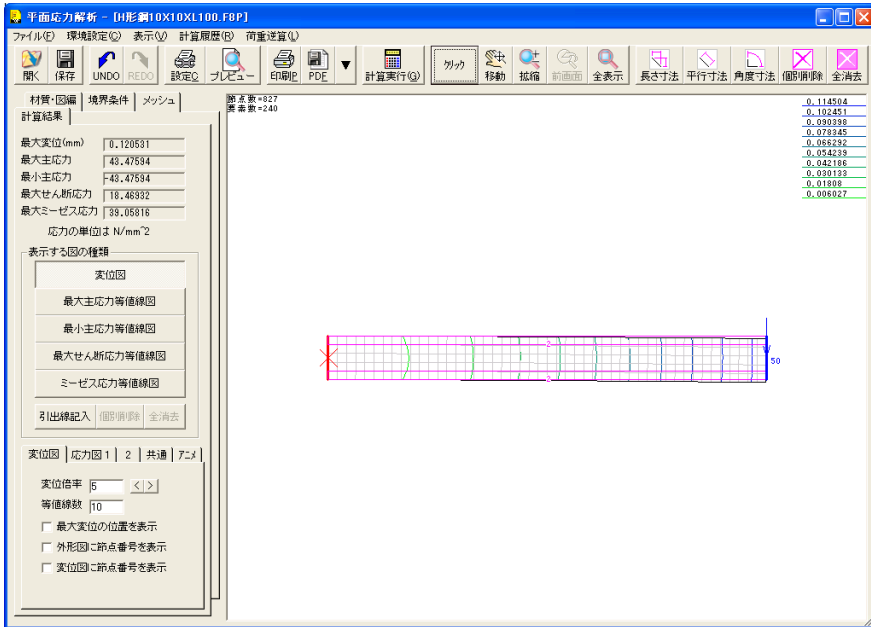 平面応力解析 - [H形鋼10X10XL100.F8P]
ファイル(F) 環境設定(C) 表示(V) 計算履歴(R) 荷重逆算(L)
開く 保存 UNDO REDO 設定C プレビュー 印刷P PDF 計算実行(G) クリック 移動 拡縮 前画面 全表示 長さ寸法 平行寸法 角度寸法 個別削除 全消去
材質・図編 境界条件 メッシュ
計算結果
最大変位(mm) 0.120531
最大主応力 43.47594
最小主応力 -43.47594
最大せん断応力 18.46932
最大ミーゼス応力 39.05816
応力の単位は N/mm^2
表示する図の種類
変位図
最大主応力等値線図
最小主応力等値線図
最大せん断応力等値線図
ミーゼス応力等値線図
引出線記入 個別削除 全消去
変位図 応力図1 2 共通 アニメ
変位倍率 5 < >
等値線数 10
最大変位の位置を表示
外形図に節点番号を表示
変位図に節点番号を表示
節点数=827
要素数=240
0.114504
0.102451
0.090398
0.078345
0.066292
0.054239
0.042186
0.030133
0.01808
0.006027
2
50
2